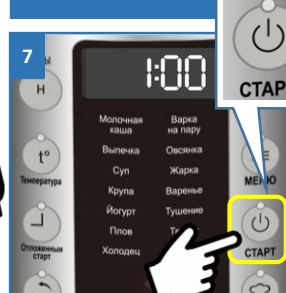 7
Н
1:00
СТАР
Молочная
каша
Варка
на пару
Выпечка
Овсянка
t°
Температура
Суп
Жарка
МЕНЮ
Крупа
Варенье
Йогурт
Тушение
Плов
Отложенный
старт
СТАРТ
Холодец